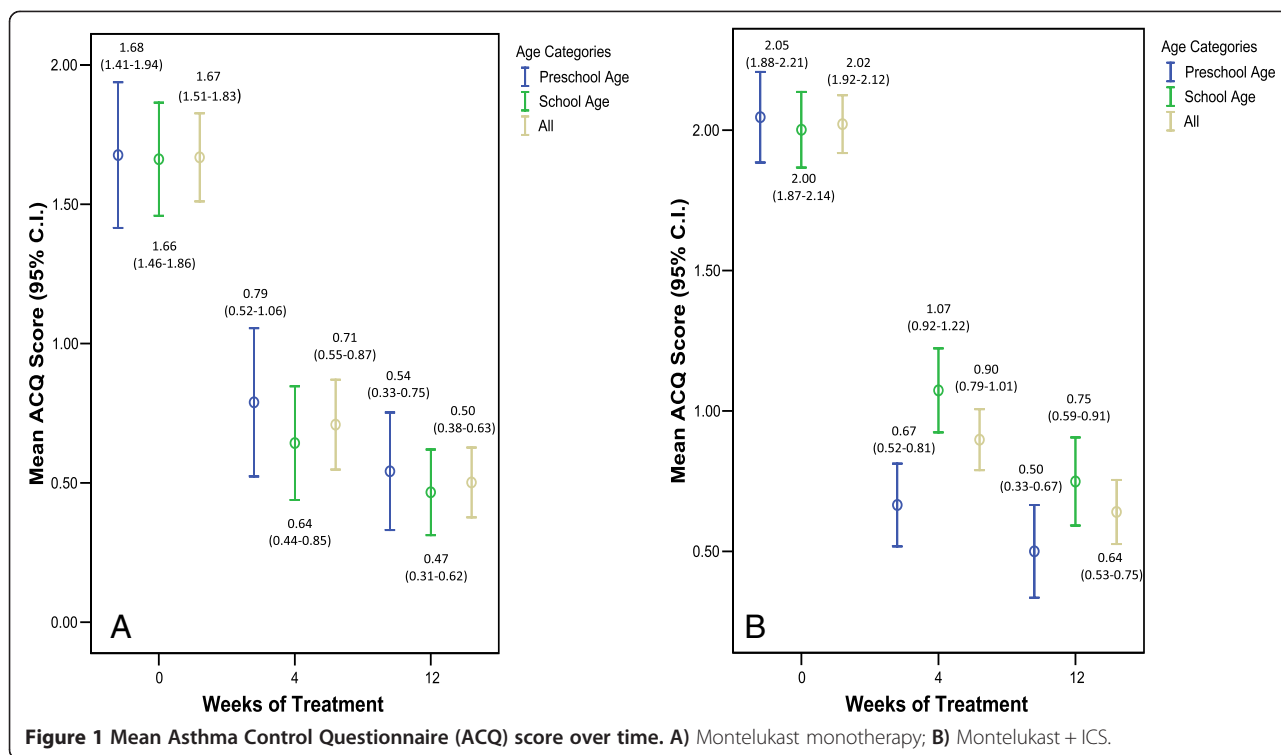 2.00
1.50
1.00
0.50
0.00
Mean ACQ Score (95% C.I.)
1.68
(1.41-1.94)
1.67
(1.51-1.83)
1.66
(1.46-1.86)
0.79
(0.52-1.06)
0.71
(0.55-0.87)
0.64
(0.44-0.85)
0.54
(0.33-0.75)
0.50
(0.38-0.63)
0.47
(0.31-0.62)
A
0 4 12
Weeks of Treatment
Age Categories
Preschool Age
School Age
All
2.00
1.50
1.00
0.50
Mean ACQ Score (95% C.I.)
2.05
(1.88-2.21)
2.02
(1.92-2.12)
2.00
(1.87-2.14)
1.07
(0.92-1.22)
0.90
(0.79-1.01)
0.67
(0.52-0.81)
0.75
(0.59-0.91)
0.50
(0.33-0.67)
0.64
(0.53-0.75)
B
0 4 12
Weeks of Treatment
Age Categories
Preschool Age
School Age
All
Figure 1 Mean Asthma Control Questionnaire (ACQ) score over time. A) Montelukast monotherapy; B) Montelukast + ICS.